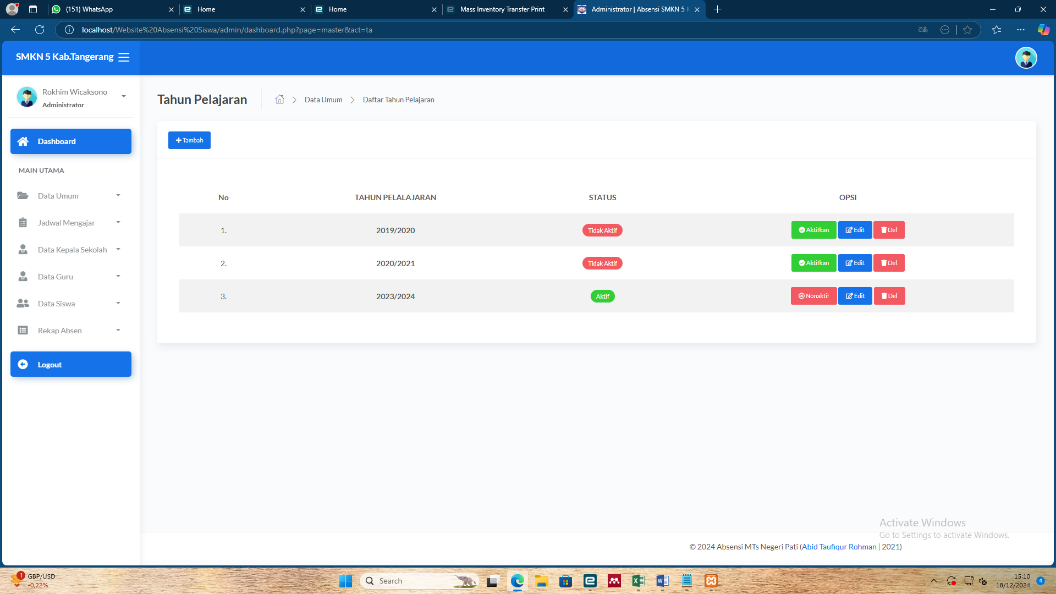 (151) WhatsApp
Home
Home
Mass Inventory Transfer Print
Administrator | Absensi SMKN 5
localhost/Website%20Absensi%20Siswa/admin/dashboard.php?page=master&act=ta
SMKN 5 Kab.Tangerang
Rokhim Wicaksono
Administrator
Dashboard
MAIN UTAMA
Data Umum
Jadwal Mengajar
Data Kepala Sekolah
Data Guru
Data Siswa
Rekap Absen
Logout
Tahun Pelajaran
Data Umum
Daftar Tahun Pelajaran
Tambah
No TAHUN PELALAJARAN STATUS OPSI
1. 2019/2020 Tidak Aktif Aktifkan Edit Del
2. 2020/2021 Tidak Aktif Aktifkan Edit Del
3. 2023/2024 Aktif Nonaktif Edit Del
Activate Windows
Go to Settings to activate Windows.
© 2024 Absensi MTs Negeri Pati (Abid Taufiqur Rohman | 2021)
1
GBP/USD
-0,22%
Search
15:10
18/12/2024
4